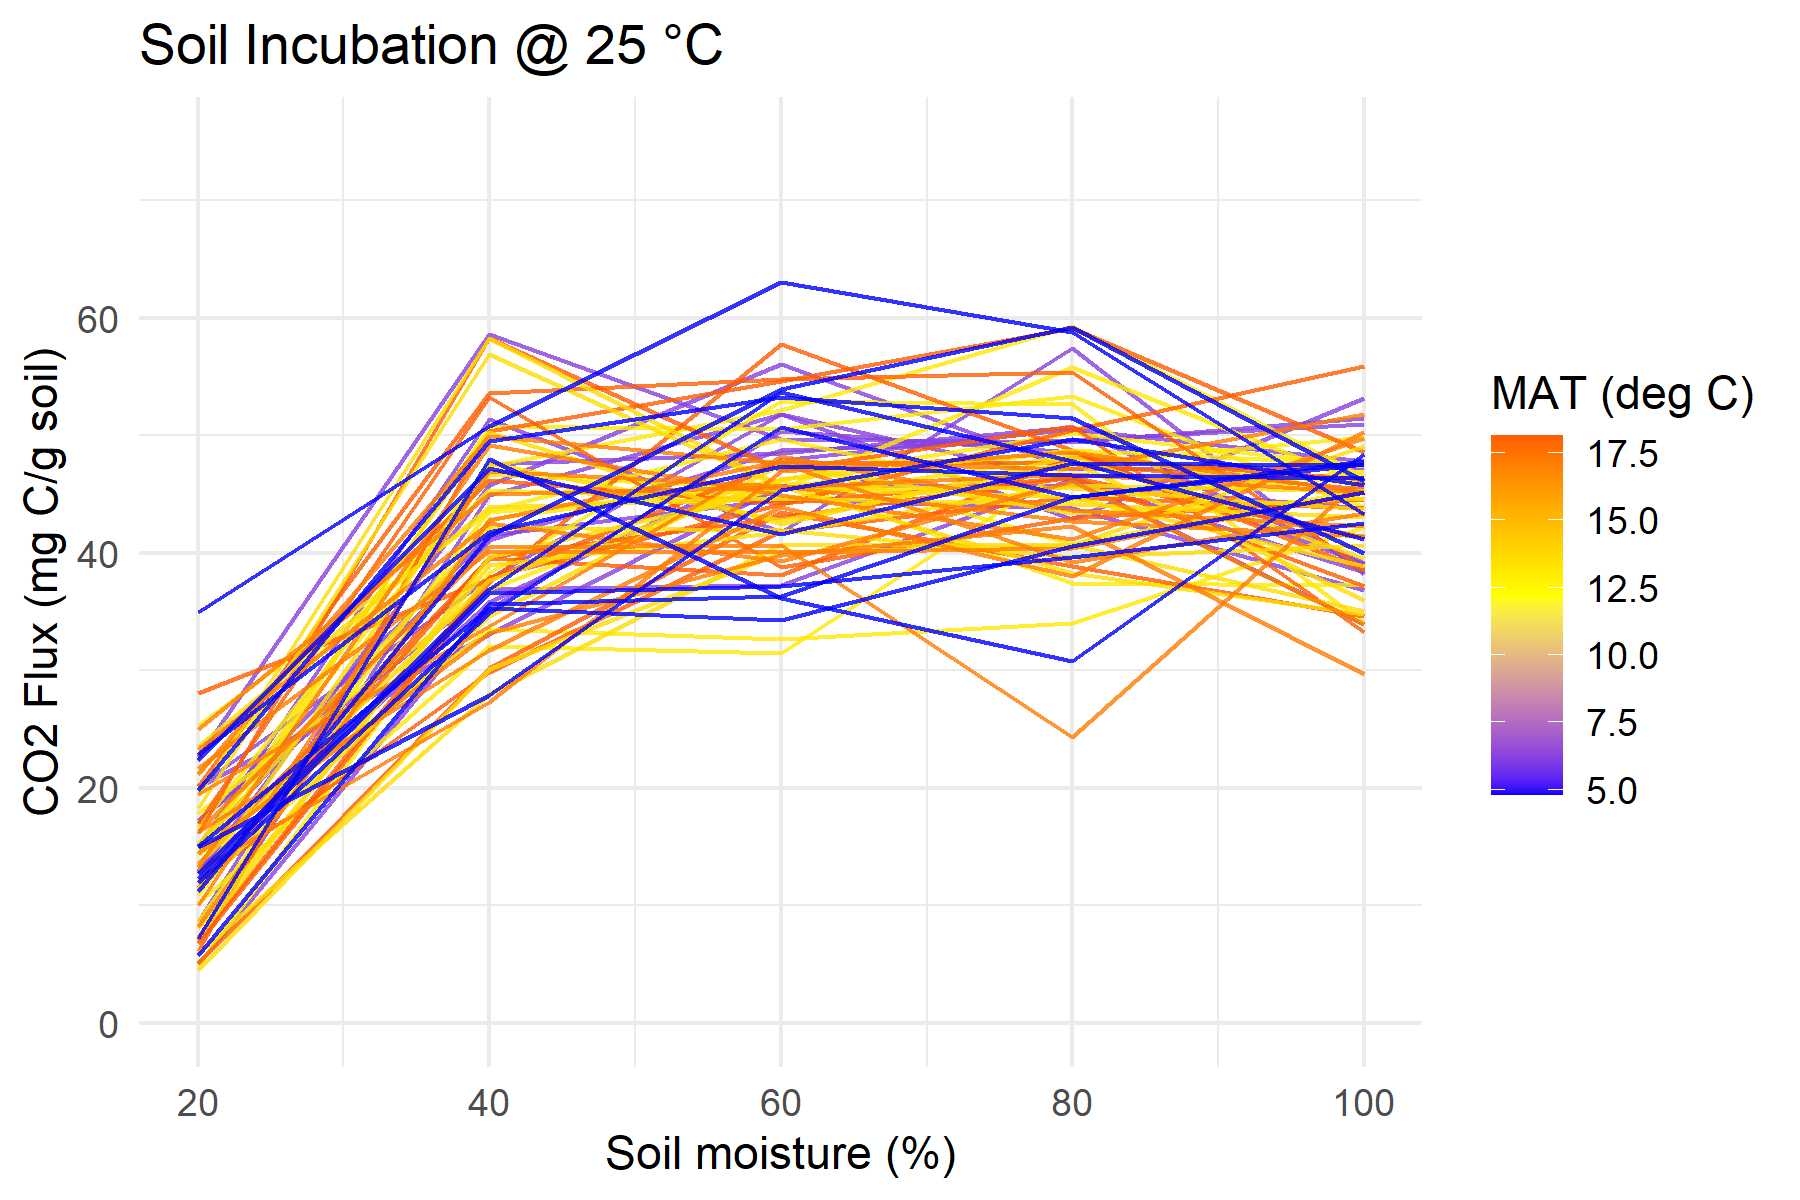 Soil Incubation @ 25 °C
CO2 Flux (mg C/g soil)
60
40
20
0
20 40 60 80 100
Soil moisture (%)
MAT (deg C)
17.5
15.0
12.5
10.0
7.5
5.0